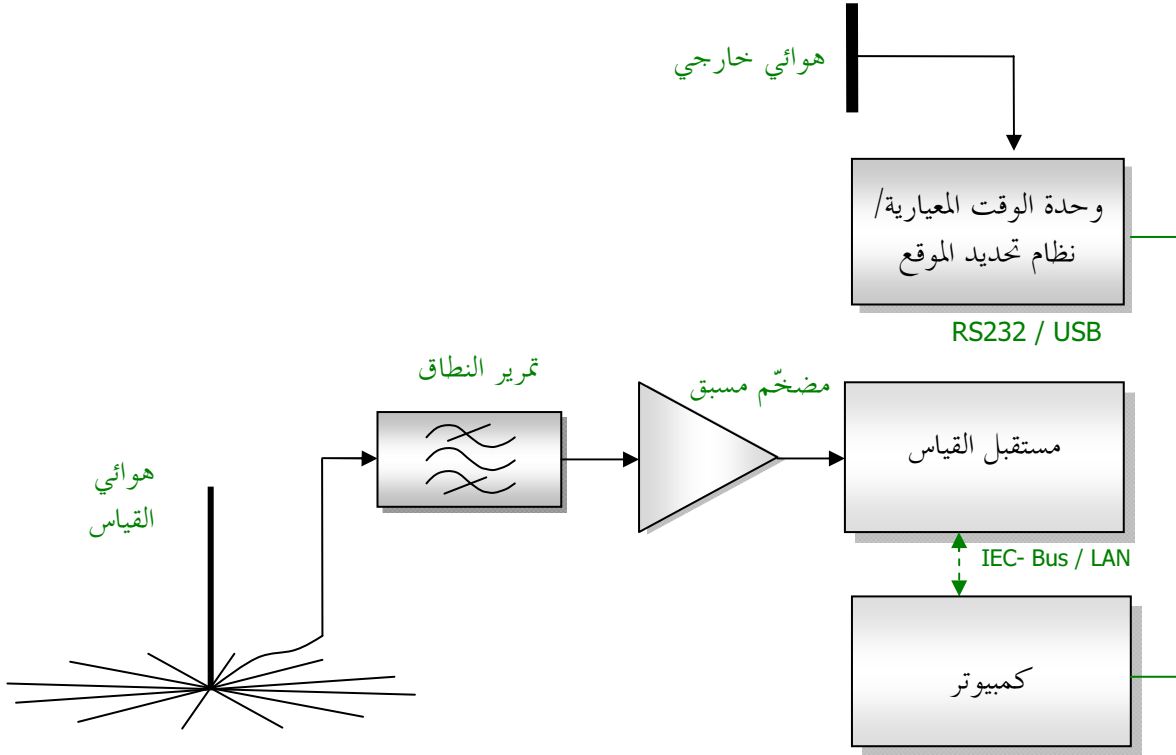 هوائي خارجي
وحدة الوقت المعيارية/
نظام تحديد الموقع
RS232 / USB
تمرير النطاق
مضخّم مسبق
مستقبل القياس
هوائي
القياس
IEC- Bus / LAN
كمبيوتر